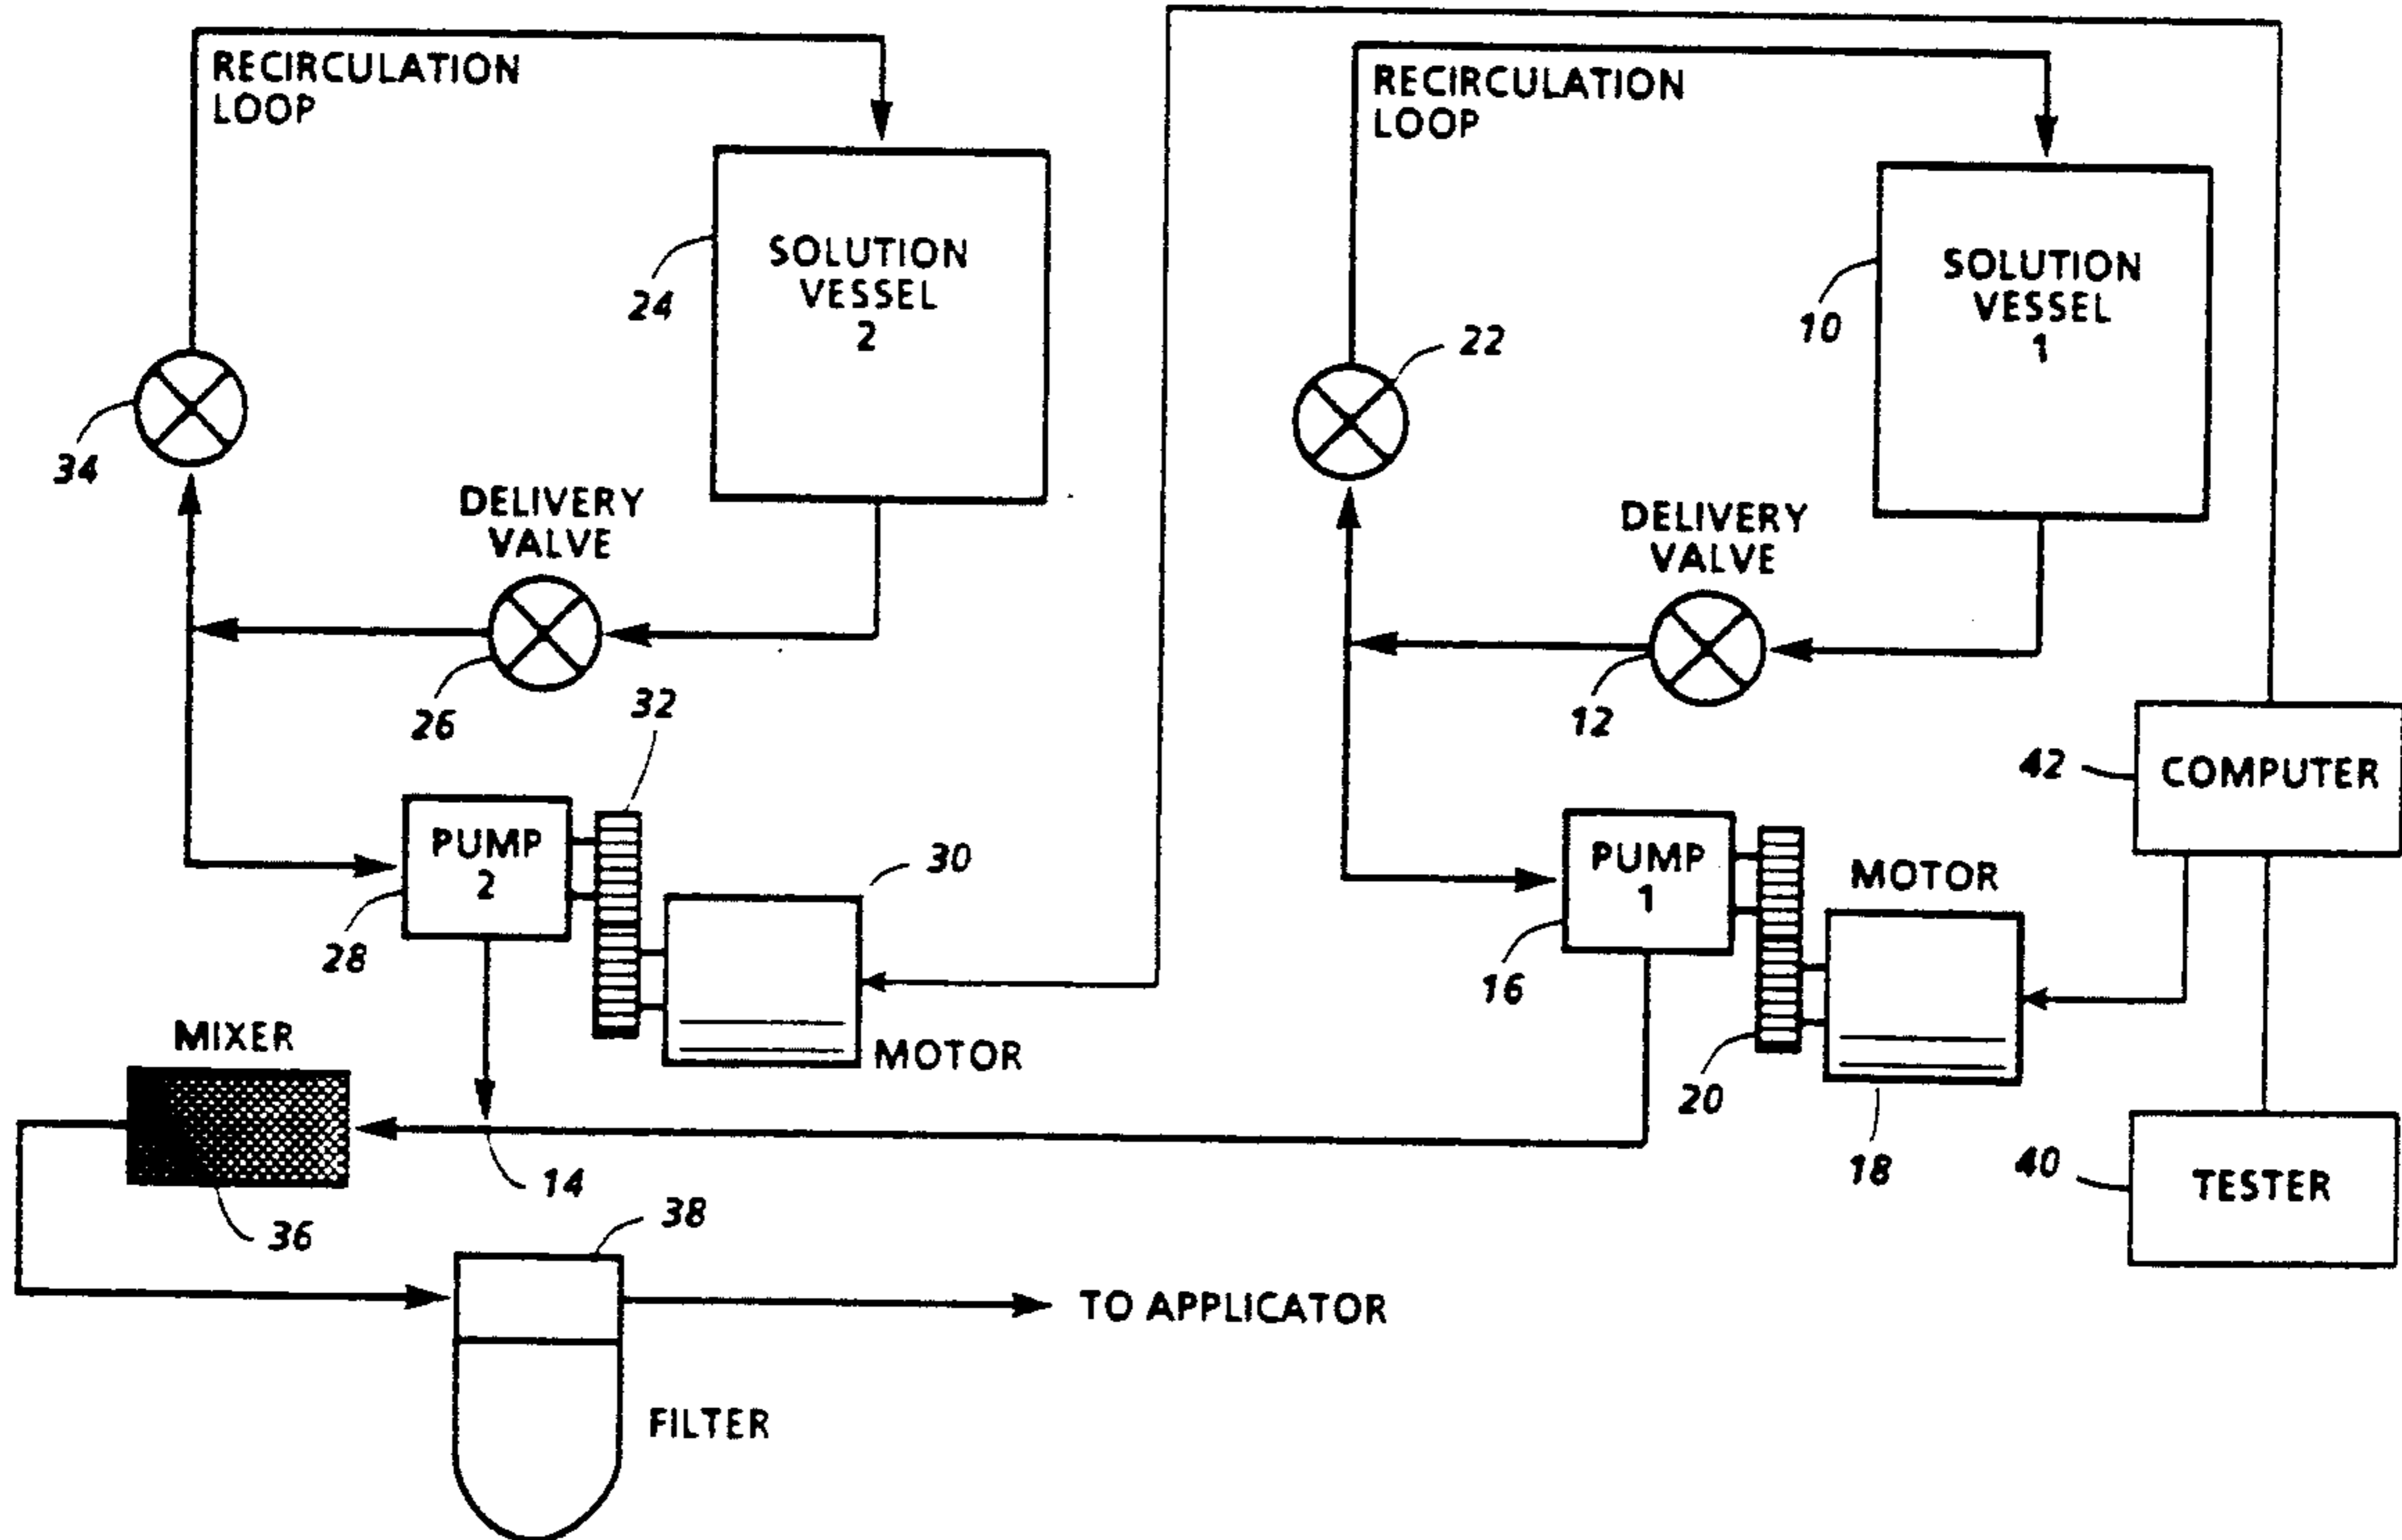 RECIRCULATION
LOOP
RECIRCULATION
LOOP
SOLUTION
VESSEL
2
24
SOLUTION
VESSEL
1
10
22
34
DELIVERY
VALVE
26
DELIVERY
VALVE
12
32
42
COMPUTER
PUMP
2
28
30
MOTOR
PUMP
1
16
MOTOR
20
18
40
TESTER
MIXER
36
14
38
TO APPLICATOR
FILTER